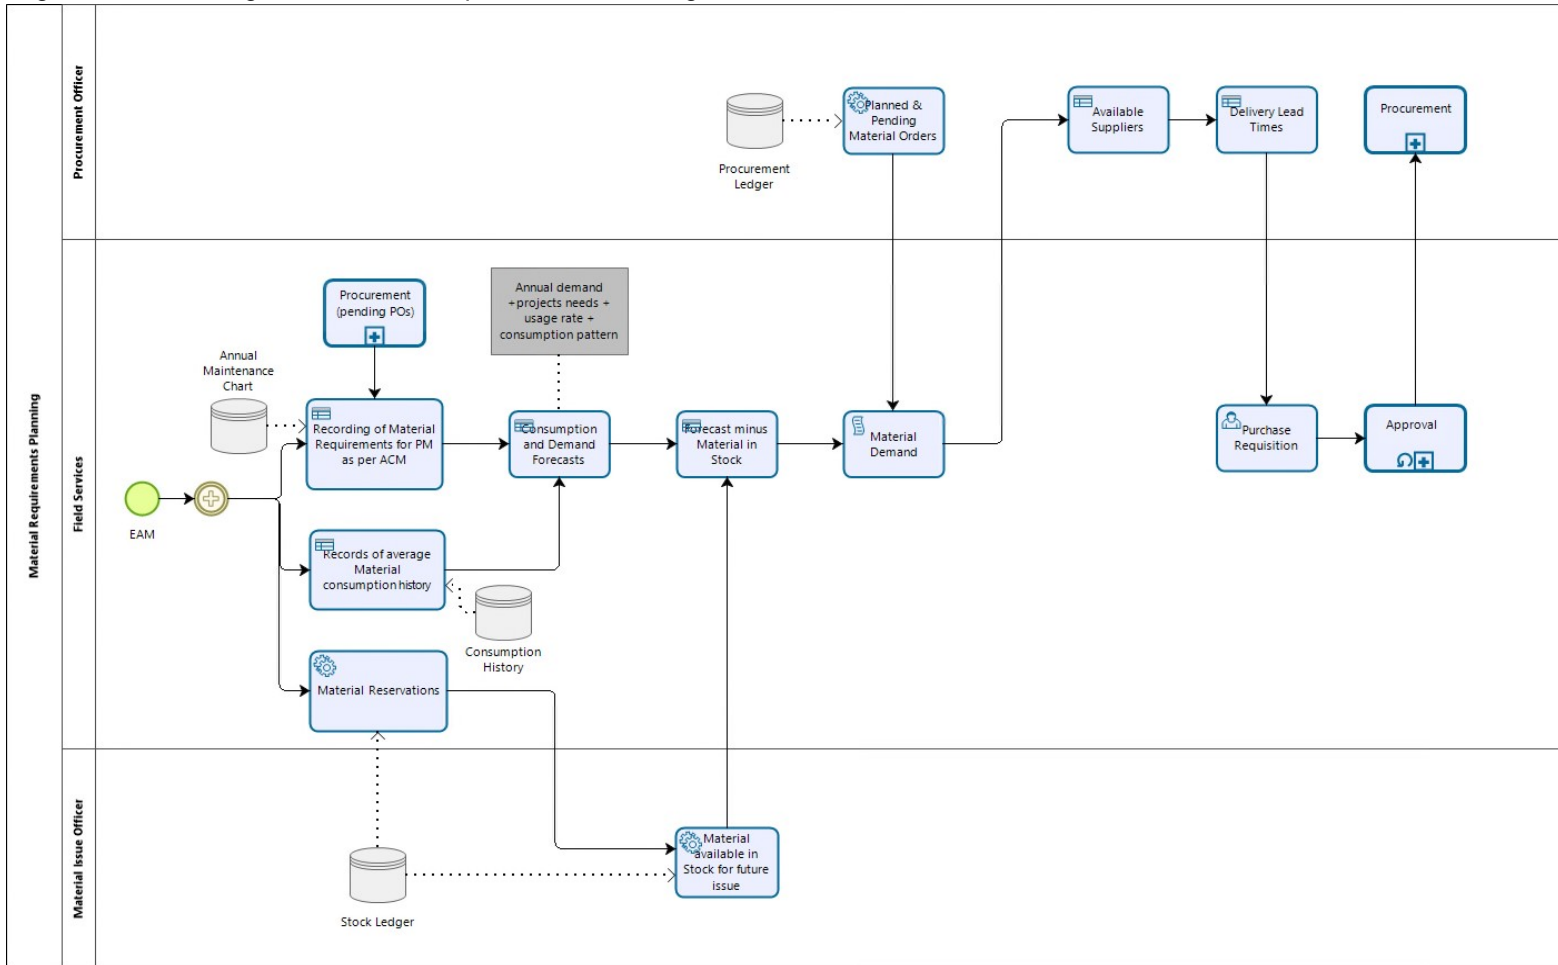 Material Requirements Planning
Procurement Officer
Procurement
Ledger
Planned &
Pending
Material Orders
Available
Suppliers
Delivery Lead
Times
Procurement
Field Services
EAM
Annual
Maintenance
Chart
Procurement
(pending POs)
Recording of Material
Requirements for PM
as per ACM
Annual demand
+projects needs +
usage rate +
consumption pattern
Consumption
and Demand
Forecasts
Forecast minus
Material in
Stock
Material
Demand
Purchase
Requisition
Approval
Records of average
Material
consumption history
Consumption
History
Material Reservations
Material Issue Officer
Stock Ledger
Material
available in
Stock for future
issue